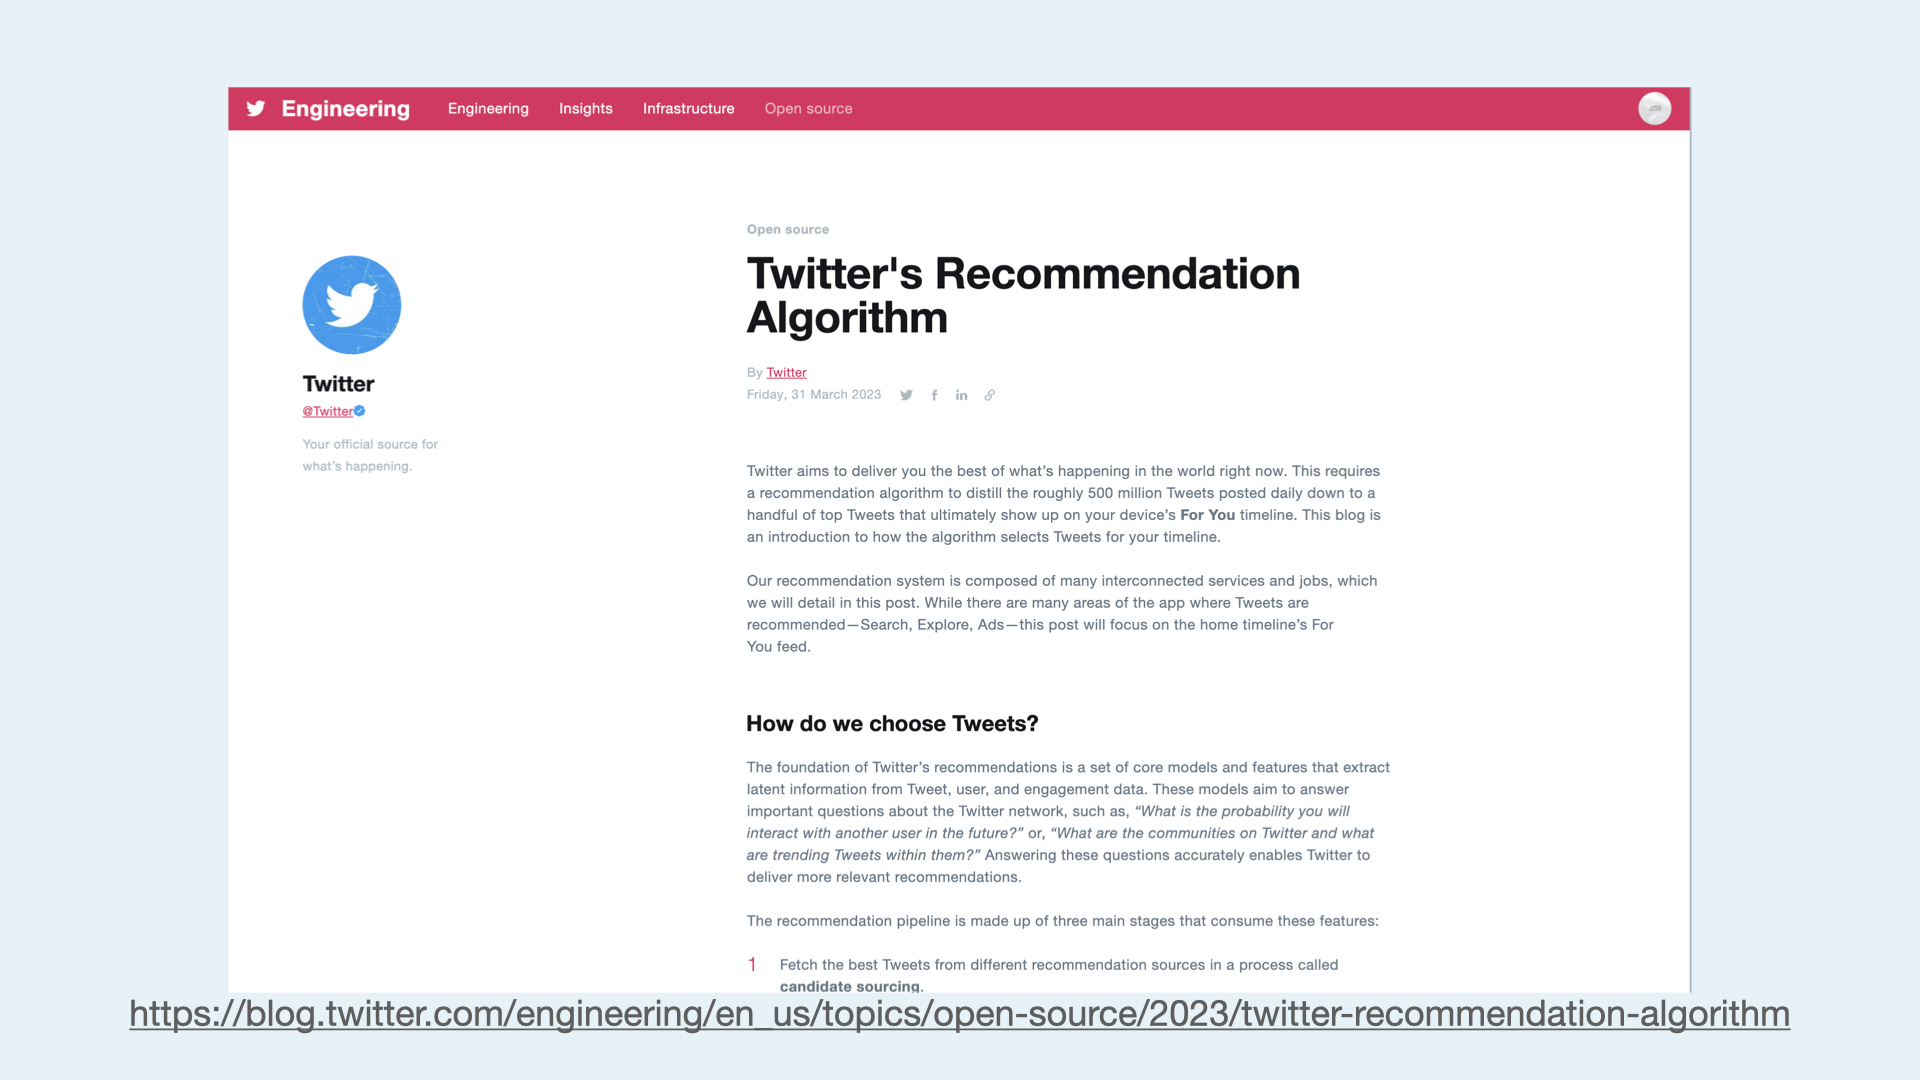 Engineering Engineering Insights Infrastructure Open source
Open source
Twitter's Recommendation
Algorithm
By Twitter
Friday, 31 March 2023
Twitter
@Twitter
Your official source for
what's happening.
Twitter aims to deliver you the best of what's happening in the world right now. This requires
a recommendation algorithm to distill the roughly 500 million Tweets posted daily down to a
handful of top Tweets that ultimately show up on your device's For You timeline. This blog is
an introduction to how the algorithm selects Tweets for your timeline.
Our recommendation system is composed of many interconnected services and jobs, which
we will detail in this post. While there are many areas of the app where Tweets are
recommended—Search, Explore, Ads—this post will focus on the home timeline's For
You feed.
How do we choose Tweets?
The foundation of Twitter's recommendations is a set of core models and features that extract
latent information from Tweet, user, and engagement data. These models aim to answer
important questions about the Twitter network, such as, “What is the probability you will
interact with another user in the future?” or, “What are the communities on Twitter and what
are trending Tweets within them?” Answering these questions accurately enables Twitter to
deliver more relevant recommendations.
The recommendation pipeline is made up of three main stages that consume these features:
1 Fetch the best Tweets from different recommendation sources in a process called
candidate sourcing.
https://blog.twitter.com/engineering/en_us/topics/open-source/2023/twitter-recommendation-algorithm